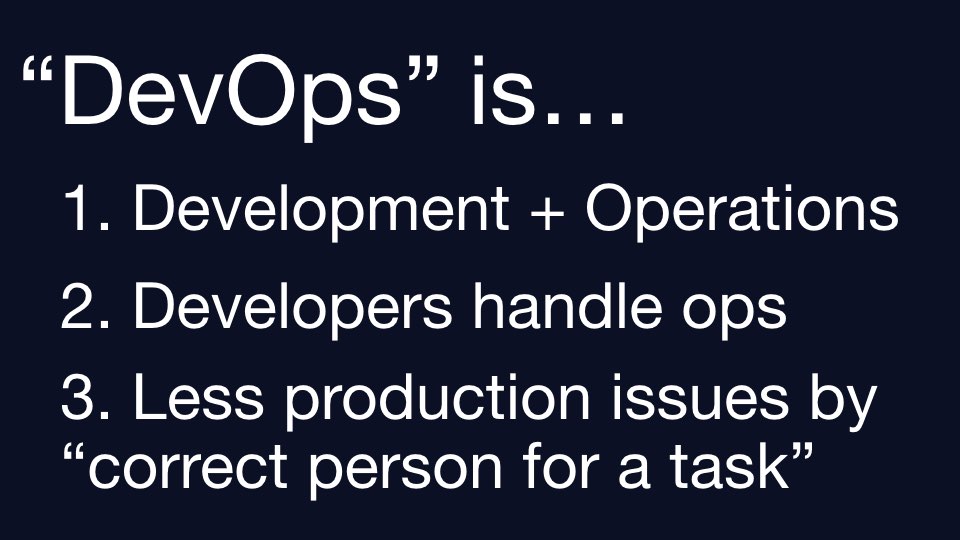 “DevOps” is...
1. Development + Operations
2. Developers handle ops
3. Less production issues by
“correct person for a task”